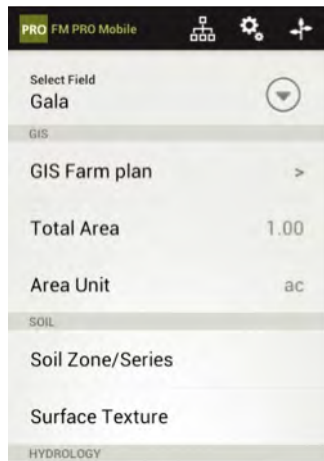 PRO FM PRO Mobile
Select Field
Gala
GIS
GIS Farm plan >
Total Area 1.00
Area Unit ac
SOIL
Soil Zone/Series
Surface Texture
HYDROLOGY